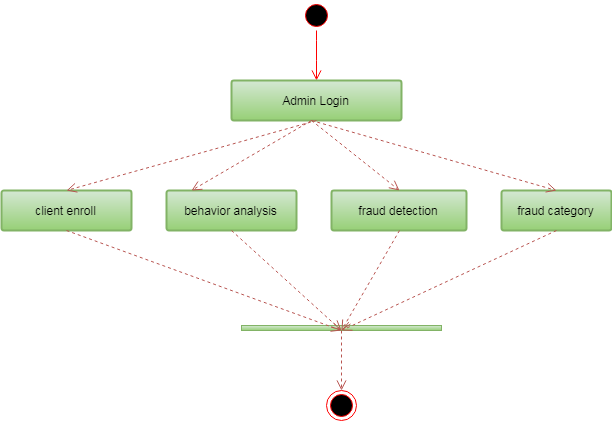 Admin Login
client enroll
behavior analysis
fraud detection
fraud category